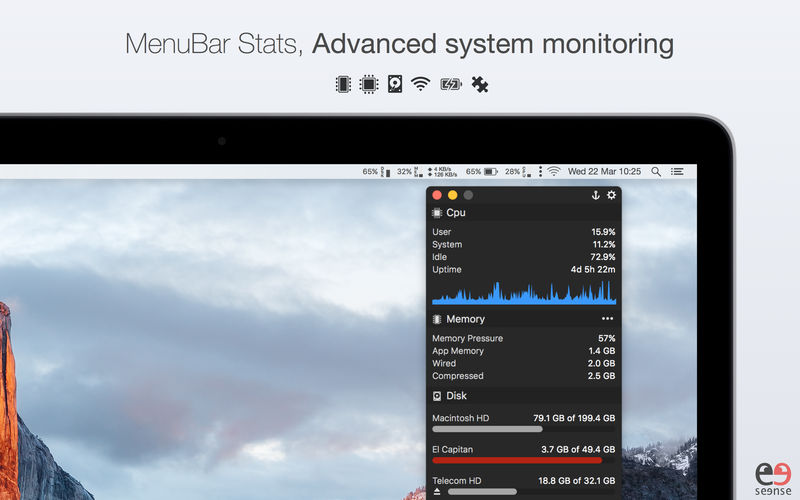 MenuBar Stats, Advanced system monitoring
65% 32% MEM 4 KB/s 126 KB/s 65% 28% CPU Wed 22 Mar 10:25
Cpu
User 15.9%
System 11.2%
Idle 72.9%
Uptime 4d 5h 22m
Memory
Memory Pressure 57%
App Memory 1.4 GB
Wired 2.0 GB
Compressed 2.5 GB
Disk
Macintosh HD 79.1 GB of 199.4 GB
El Capitan 3.7 GB of 49.4 GB
Telecom HD 18.8 GB of 32.1 GB
seense